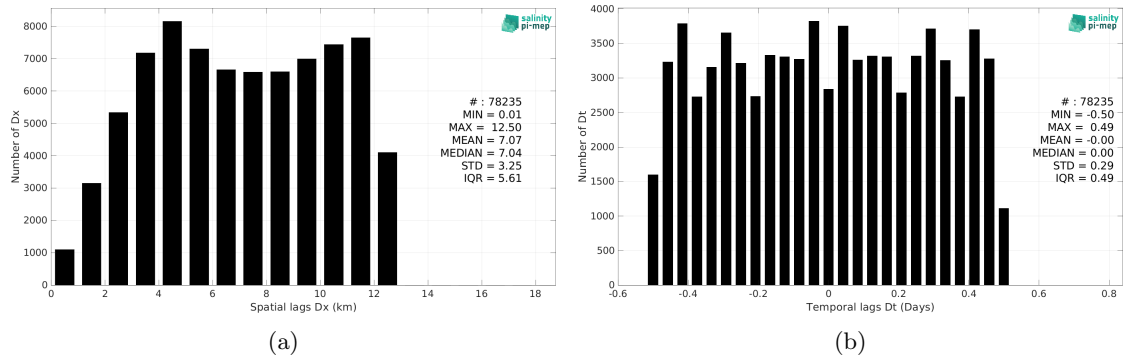 8000
7000
6000
5000
4000
3000
2000
1000
0
Number of Dx
0 2 4 6 8 10 12 14 16 18
Spatial lags Dx (km)
salinity
pi-mep
# : 78235
MIN = 0.01
MAX = 12.50
MEAN = 7.07
MEDIAN = 7.04
STD = 3.25
IQR = 5.61
(a)
4000
3500
3000
2500
2000
1500
1000
500
0
Number of Dt
-0.6 -0.4 -0.2 0 0.2 0.4 0.6 0.8
Temporal lags Dt (Days)
salinity
pi-mep
# : 78235
MIN = -0.50
MAX = 0.49
MEAN = -0.00
MEDIAN = 0.00
STD = 0.29
IQR = 0.49
(b)